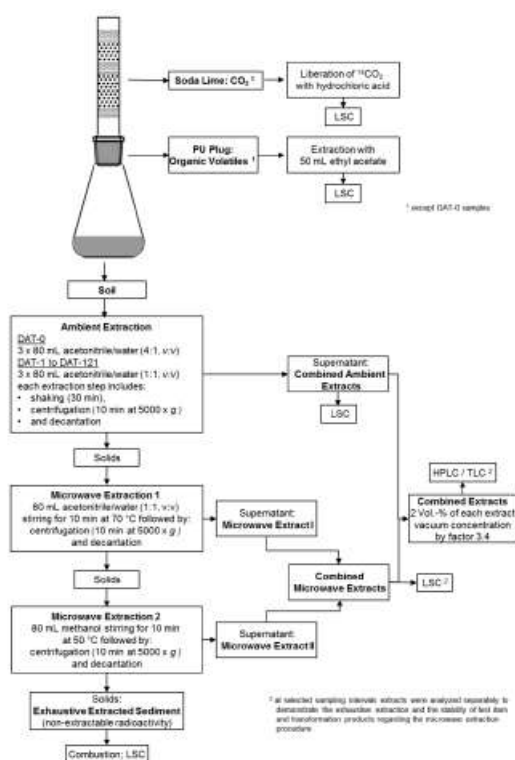 Soda Lime: CO₂ ¹
Liberation of ¹⁴CO₂
with hydrochloric acid
LSC
PU Plug:
Organic Volatiles ¹
Extraction with
50 mL ethyl acetate
LSC
¹ except DAT-0 samples
Soil
Ambient Extraction
DAT-0
3 x 80 mL acetonitrile/water (4:1, v:v)
DAT-1 to DAT-121
3 x 80 mL acetonitrile/water (1:1, v:v)
each extraction step includes:
• shaking (30 min),
• centrifugation (10 min at 5000 x g)
• and decantation
Supernatant:
Combined Ambient
Extracts
LSC
Solids
Microwave Extraction 1
80 mL acetonitrile/water (1:1, v:v)
stirring for 10 min at 70 °C followed by:
centrifugation (10 min at 5000 x g)
and decantation
Supernatant:
Microwave Extract I
HPLC / TLC ²
Combined Extracts
2 Vol.-% of each extract
vacuum concentration
by factor 3.4
Solids
Combined
Microwave Extracts
LSC ²
Microwave Extraction 2
80 mL methanol stirring for 10 min
at 50 °C followed by:
centrifugation (10 min at 5000 x g)
and decantation
Supernatant:
Microwave Extract II
Solids:
Exhaustive Extracted Sediment
(non-extractable radioactivity)
Combustion; LSC
² at selected sampling intervals extracts were analyzed separately to
demonstrate the exhaustive extraction and the stability of test item
and transformation products regarding the microwave extraction
procedure